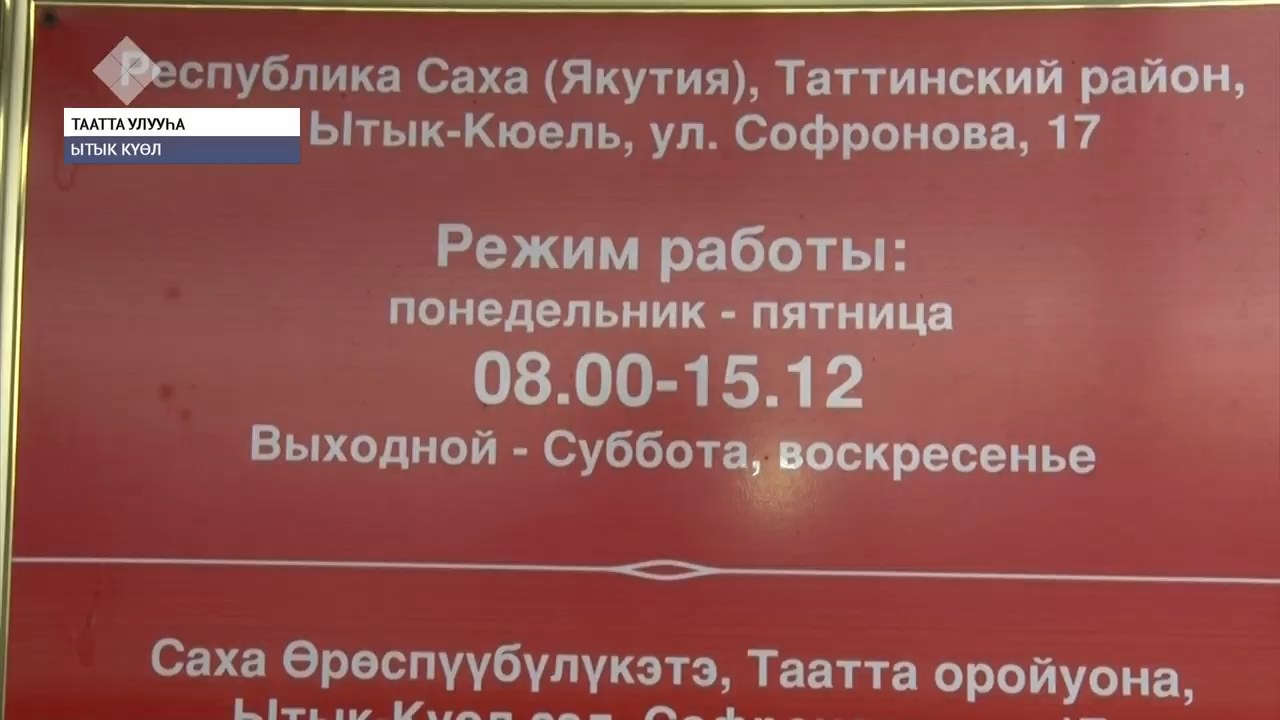 Республика Саха (Якутия), Таттинский район,
ТААТТА УЛУУҺА
ЫТЫК КҮӨЛ
Ытык-Кюель, ул. Софронова, 17
Режим работы:
понедельник - пятница
08.00-15.12
Выходной - Суббота, воскресенье
Саха Өрөспүүбүлүкэтэ, Таатта оройуона,